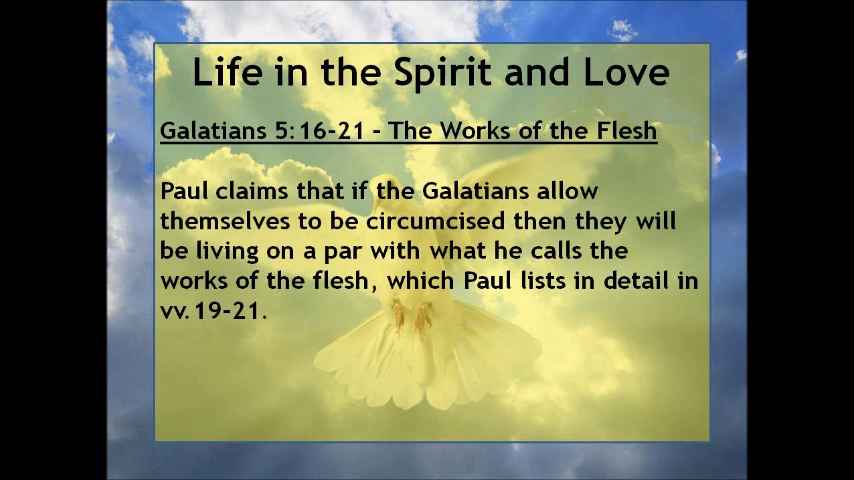 Life in the Spirit and Love
Galatians 5:16-21 - The Works of the Flesh
Paul claims that if the Galatians allow
themselves to be circumcised then they will
be living on a par with what he calls the
works of the flesh, which Paul lists in detail in
vv.19-21.